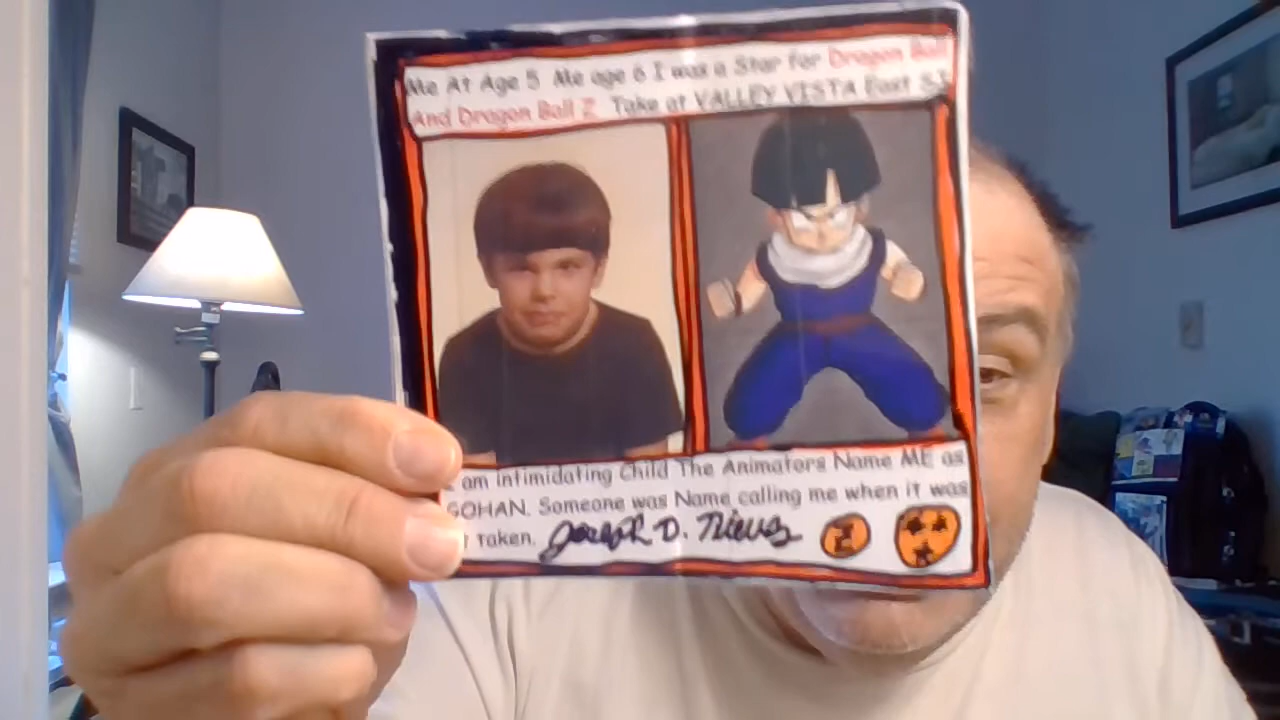 Me At Age 5 Me age 6 I was a Star for Dragon Ball
And Dragon Ball Z Take at VALLEY VISTA East SJ
am intimidating Child The Animators Name ME as
GOHAN. Someone was Name calling me when it was
taken. Joseph D. Z